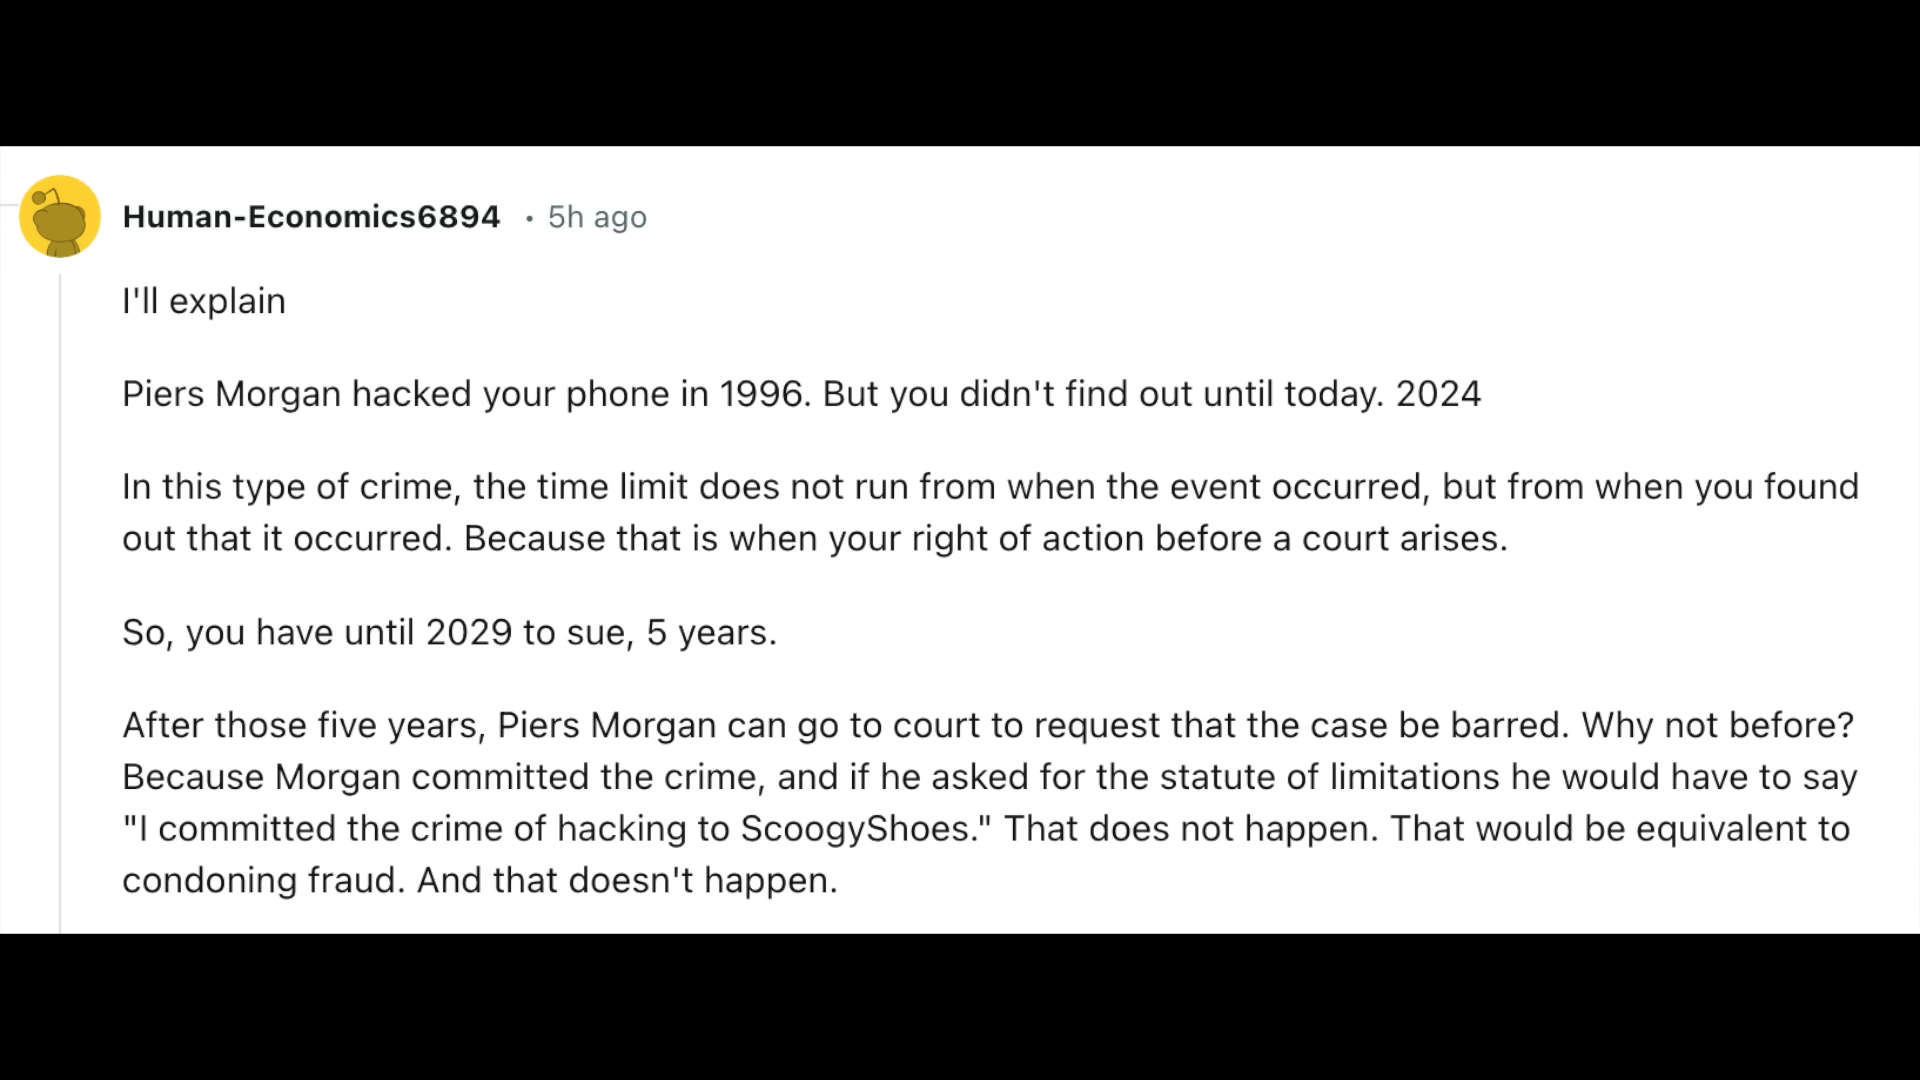 Human-Economics6894 • 5h ago
I'll explain
Piers Morgan hacked your phone in 1996. But you didn't find out until today. 2024
In this type of crime, the time limit does not run from when the event occurred, but from when you found
out that it occurred. Because that is when your right of action before a court arises.
So, you have until 2029 to sue, 5 years.
After those five years, Piers Morgan can go to court to request that the case be barred. Why not before?
Because Morgan committed the crime, and if he asked for the statute of limitations he would have to say
"I committed the crime of hacking to ScoogyShoes." That does not happen. That would be equivalent to
condoning fraud. And that doesn't happen.